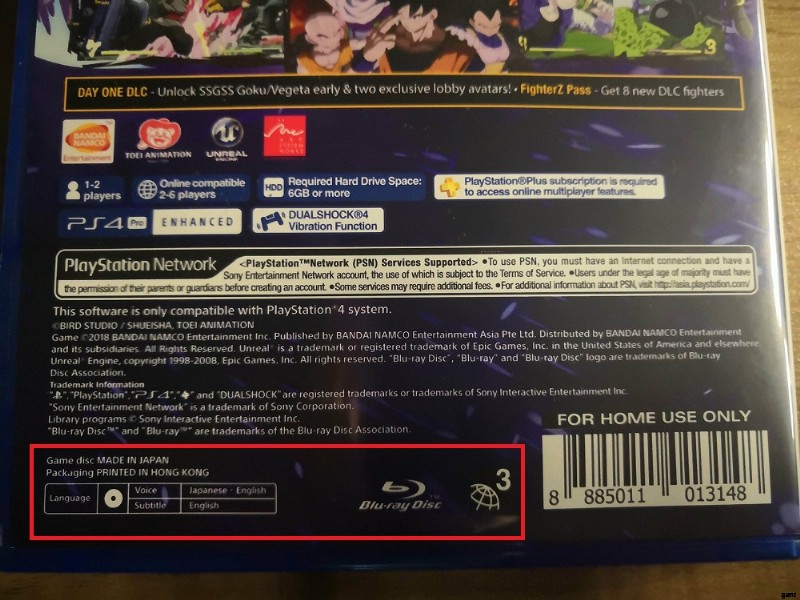 3
DAY ONE DLC - Unlock SSGSS Goku/Vegeta early & two exclusive lobby avatars! • FighterZ Pass - Get 8 new DLC fighters
BANDAI NAMCO Entertainment
TOEI ANIMATION
UNREAL ENGINE
ARC SYSTEM WORKS
1-2 players
Online compatible 2-6 players
HDD
Required Hard Drive Space: 6GB or more
PlayStation®Plus subscription is required to access online multiplayer features.
PS4 Pro ENHANCED
DUALSHOCK®4 Vibration Function
PlayStation Network <PlayStation™Network (PSN) Services Supported> •To use PSN, you must have an Internet connection and have a
Sony Entertainment Network account, the use of which is subject to the Terms of Service. •Users under the legal age of majority must have
the permission of their parents or guardians before creating an account. •Some services may require additional fees. •For additional information about PSN, visit http://asia.playstation.com/
This software is only compatible with PlayStation®4 system.
©BIRD STUDIO / SHUEISHA, TOEI ANIMATION
Game ©2018 BANDAI NAMCO Entertainment Inc. Published by BANDAI NAMCO Entertainment Asia Pte Ltd. Distributed by BANDAI NAMCO Entertainment
and its subsidiaries. All Rights Reserved. Unreal® is a trademark or registered trademark of Epic Games, Inc. in the United States of America and elsewhere.
Unreal® Engine, copyright 1998-2008, Epic Games, Inc. All rights reserved. "Blu-ray Disc", "Blu-ray" and "Blu-ray Disc" logo are trademarks of Blu-ray
Disc Association.
Trademark Information
"PlayStation", "PS4", and "DUALSHOCK" are registered trademarks or trademarks of Sony Interactive Entertainment Inc.
"Sony Entertainment Network" is a trademark of Sony Corporation.
Library programs © Sony Interactive Entertainment Inc.
"Blu-ray Disc™" and "Blu-ray™" are trademarks of the Blu-ray Disc Association.
FOR HOME USE ONLY
Game disc MADE IN JAPAN
Packaging PRINTED IN HONG KONG
Language Voice Japanese · English
Subtitle English
Blu-ray Disc™
3
8 885011 013148